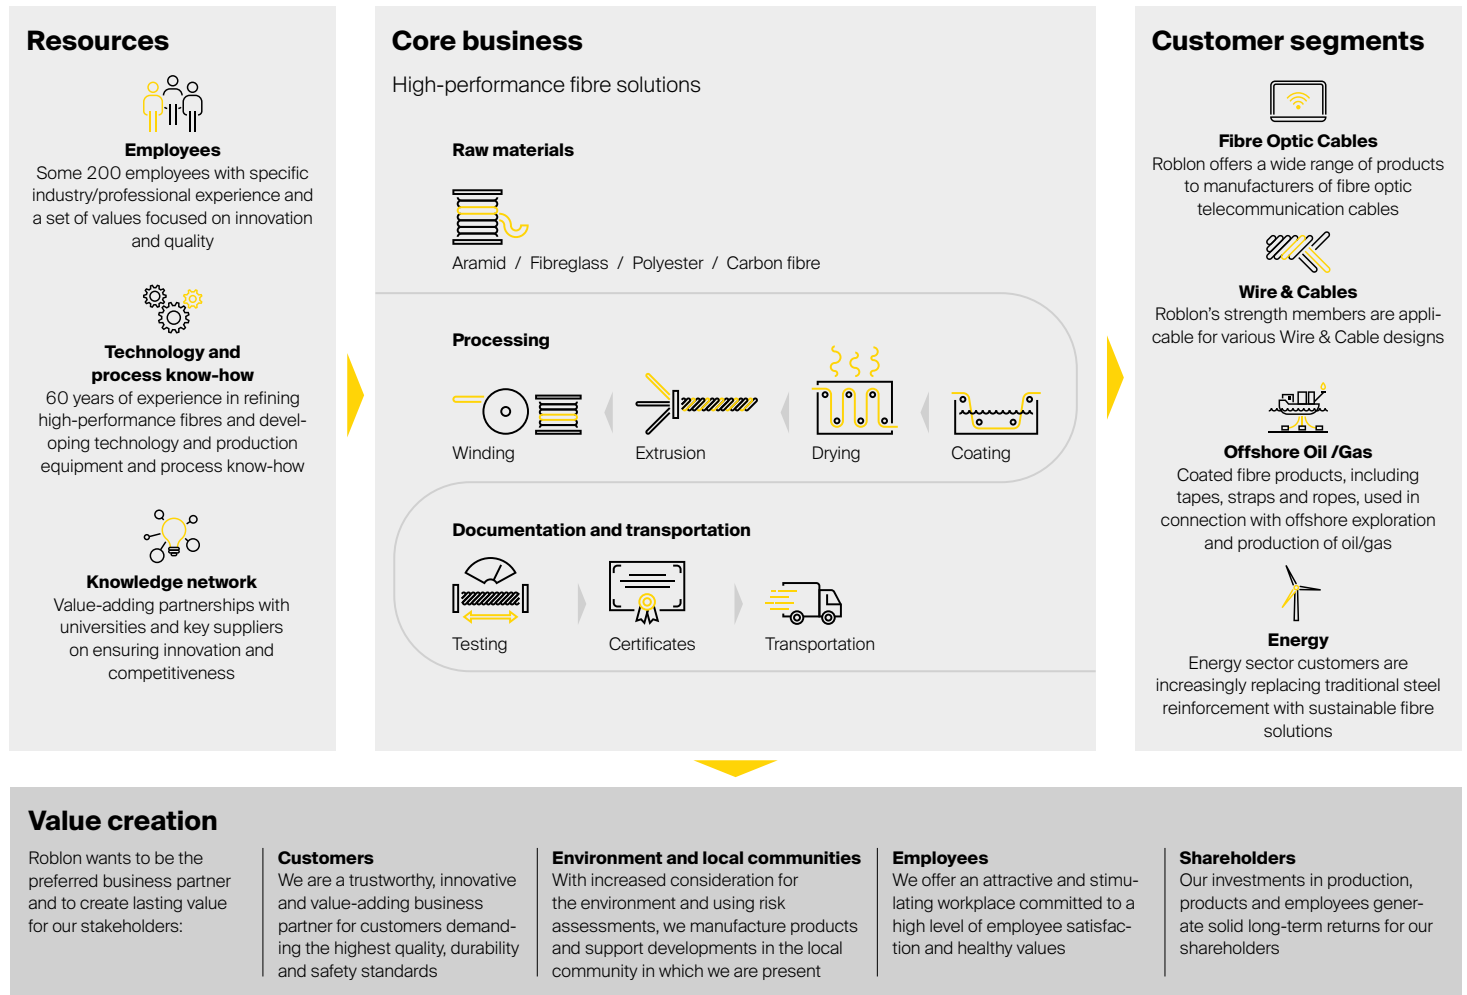 Resources
Employees
Some 200 employees with specific
industry/professional experience and
a set of values focused on innovation
and quality
Technology and
process know-how
60 years of experience in refining
high-performance fibres and devel-
oping technology and production
equipment and process know-how
Knowledge network
Value-adding partnerships with
universities and key suppliers
on ensuring innovation and
competitiveness
Core business
High-performance fibre solutions
Raw materials
Aramid / Fibreglass / Polyester / Carbon fibre
Processing
Winding
Extrusion
Drying
Coating
Documentation and transportation
Testing
Certificates
Transportation
Customer segments
Fibre Optic Cables
Roblon offers a wide range of products
to manufacturers of fibre optic
telecommunication cables
Wire & Cables
Roblon's strength members are appli-
cable for various Wire & Cable designs
Offshore Oil /Gas
Coated fibre products, including
tapes, straps and ropes, used in
connection with offshore exploration
and production of oil/gas
Energy
Energy sector customers are
increasingly replacing traditional steel
reinforcement with sustainable fibre
solutions
Value creation
Roblon wants to be the
preferred business partner
and to create lasting value
for our stakeholders:
Customers
We are a trustworthy, innovative
and value-adding business
partner for customers demand-
ing the highest quality, durability
and safety standards
Environment and local communities
With increased consideration for
the environment and using risk
assessments, we manufacture products
and support developments in the local
community in which we are present
Employees
We offer an attractive and stimu-
lating workplace committed to a
high level of employee satisfac-
tion and healthy values
Shareholders
Our investments in production,
products and employees gener-
ate solid long-term returns for our
shareholders